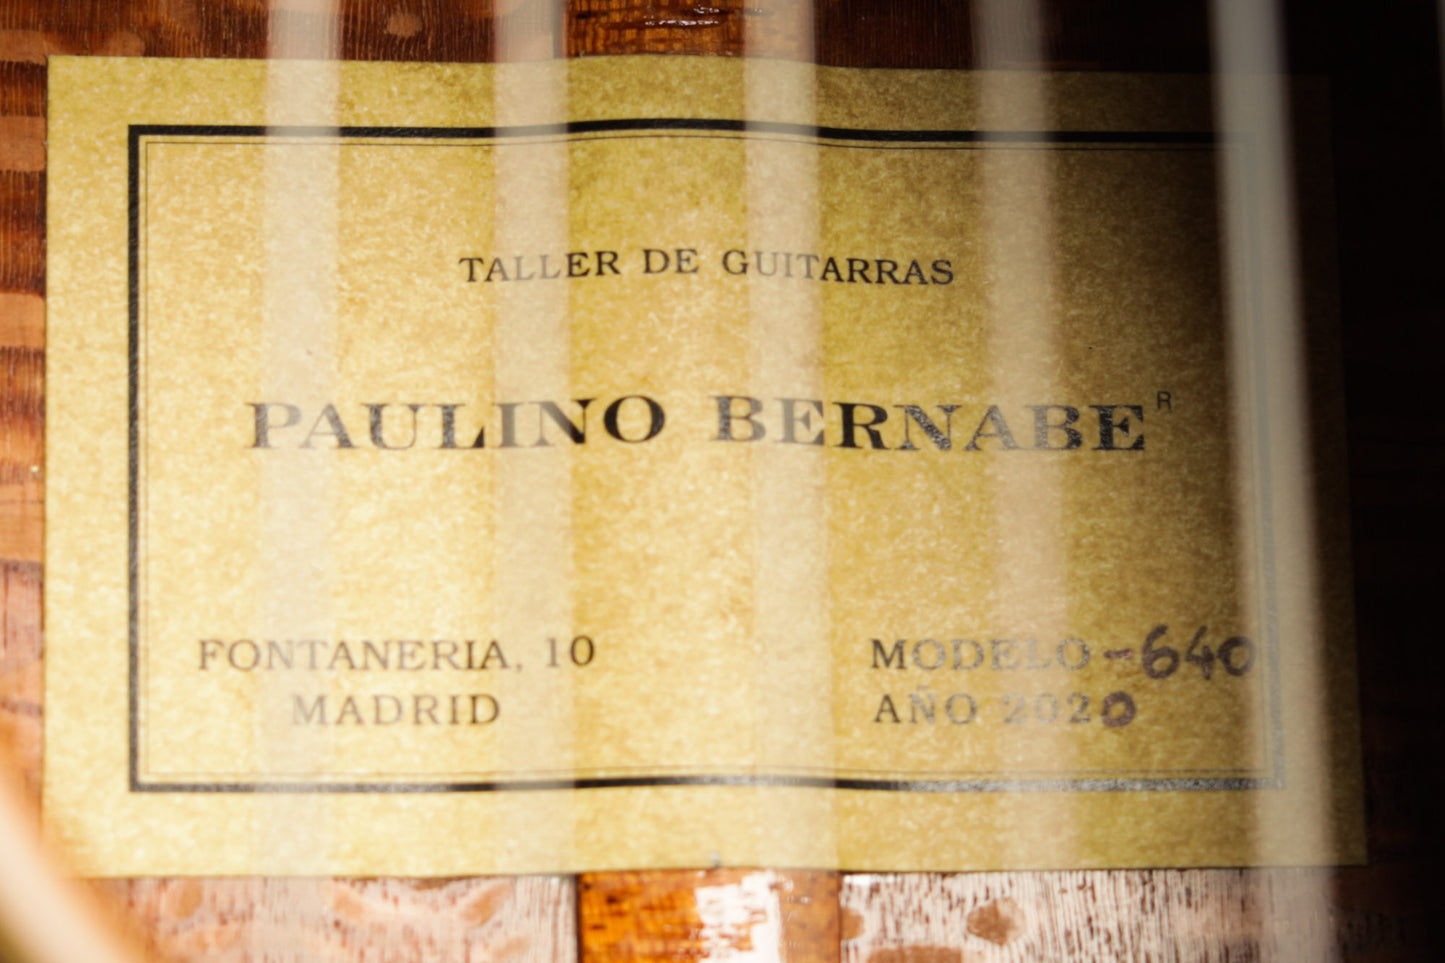 TALLER DE GUITARRAS
PAULINO BERNABE R
FONTANERIA, 10
MADRID
MODELO -640
AÑO 2020